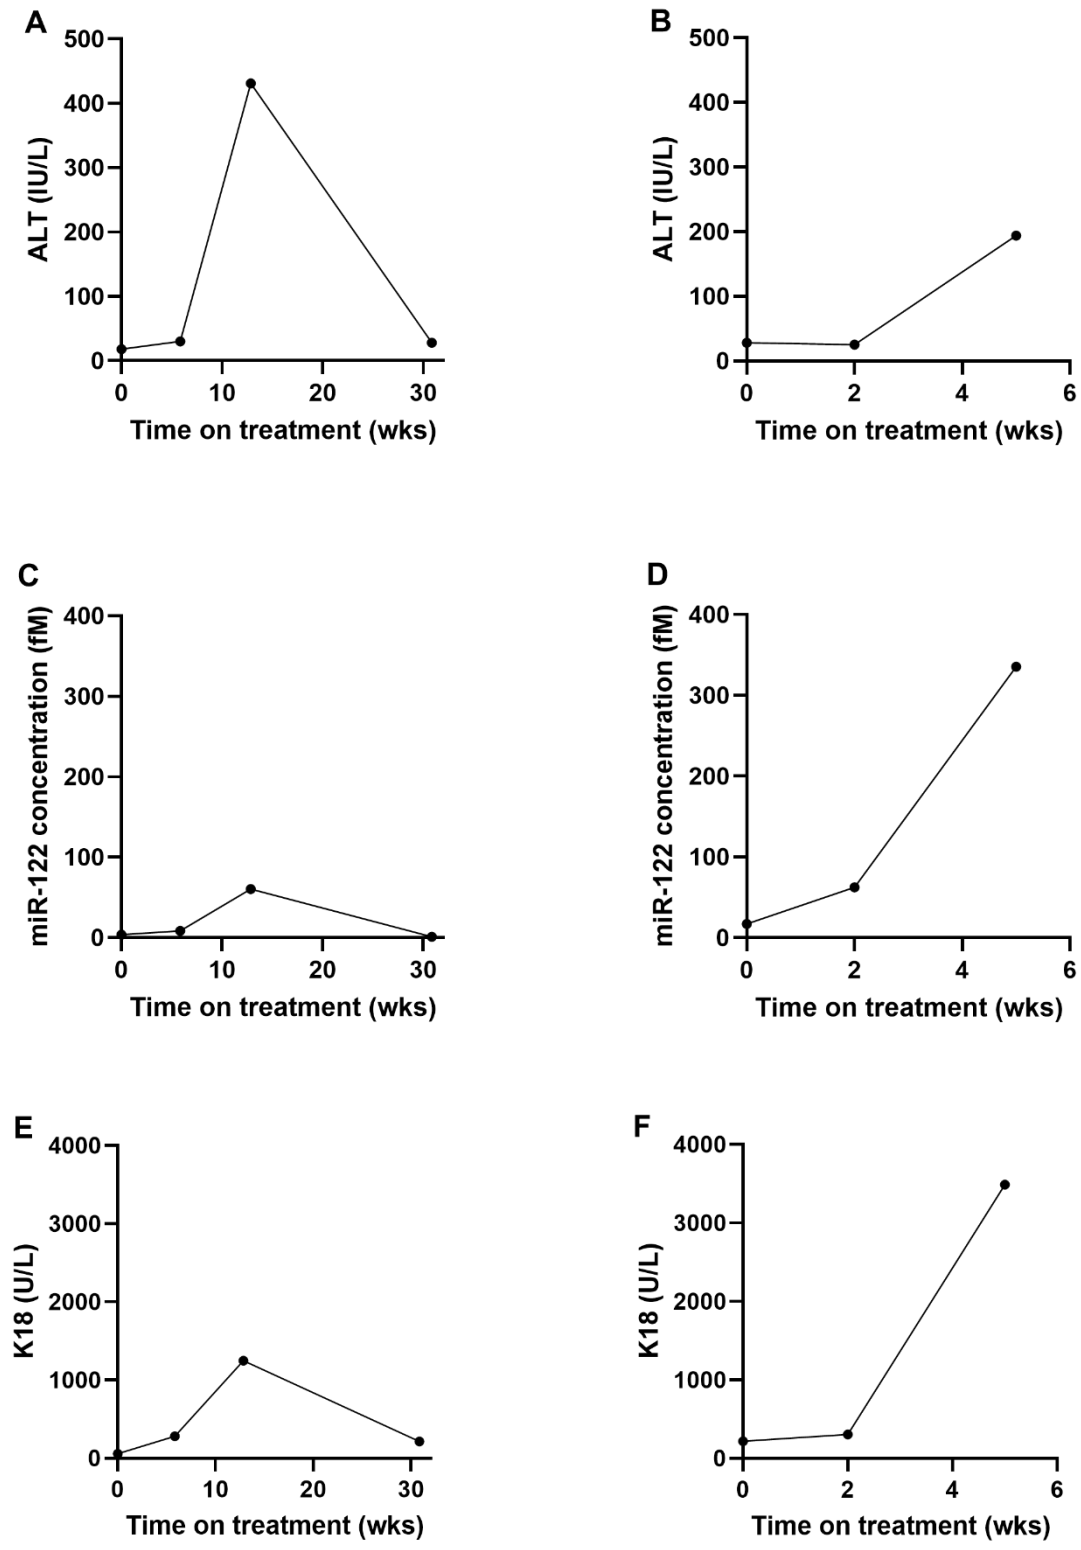 A
500
400
300
200
100
0
ALT (IU/L)
0 10 20 30
Time on treatment (wks)
B
500
400
300
200
100
0
ALT (IU/L)
0 2 4 6
Time on treatment (wks)
C
400
300
200
100
0
miR-122 concentration (fM)
0 10 20 30
Time on treatment (wks)
D
400
300
200
100
0
miR-122 concentration (fM)
0 2 4 6
Time on treatment (wks)
E
4000
3000
2000
1000
0
K18 (U/L)
0 10 20 30
Time on treatment (wks)
F
4000
3000
2000
1000
0
K18 (U/L)
0 2 4 6
Time on treatment (wks)